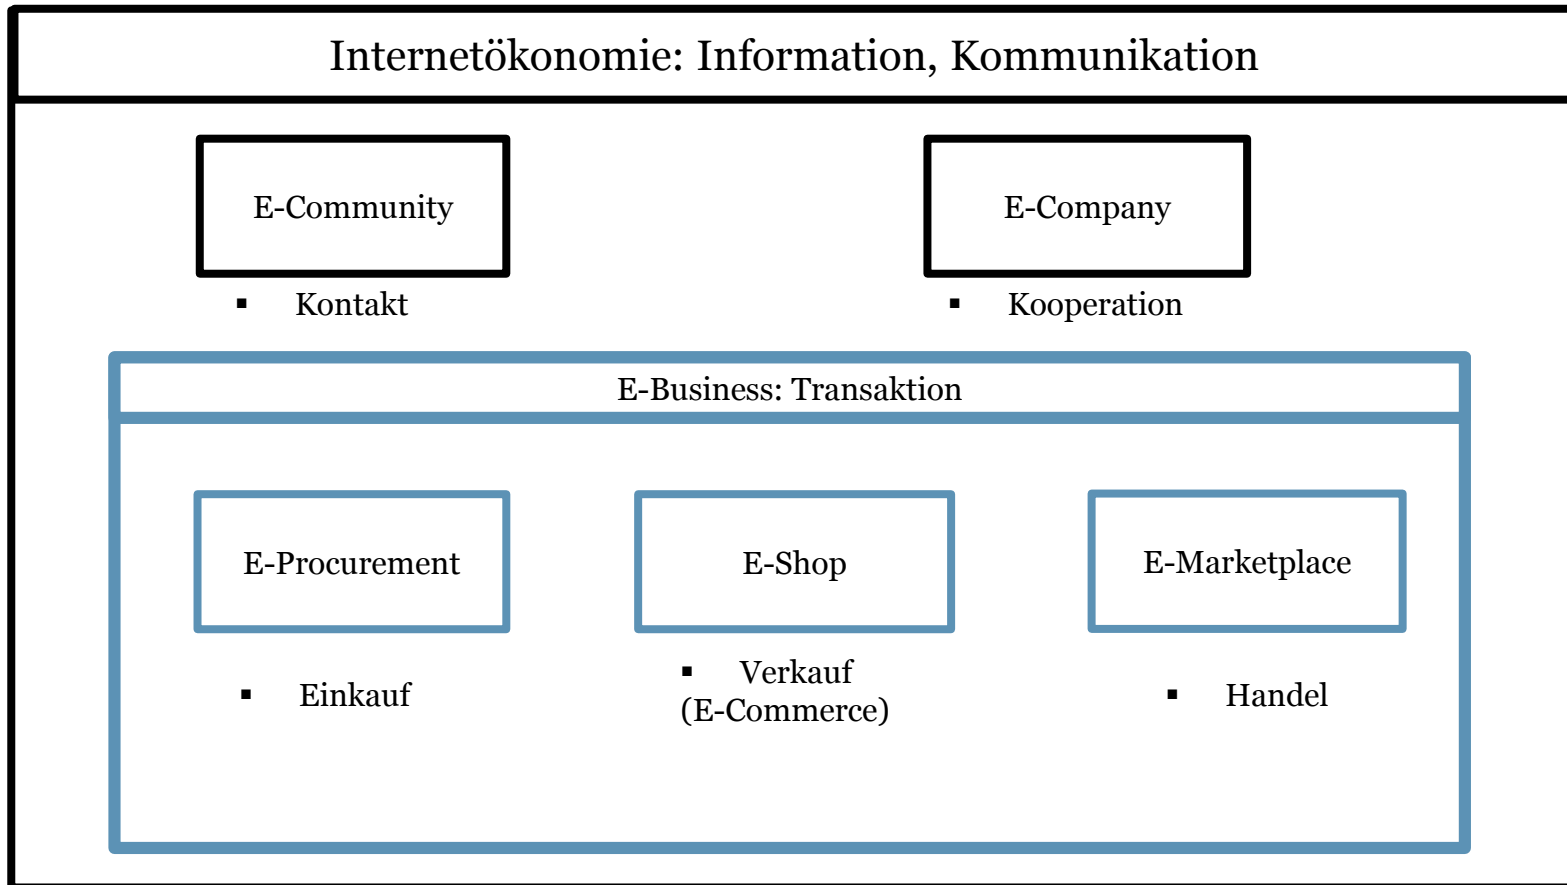 Internetökonomie: Information, Kommunikation
E-Community
E-Company
▪ Kontakt
▪ Kooperation
E-Business: Transaktion
E-Procurement
E-Shop
E-Marketplace
▪ Einkauf
▪ Verkauf
(E-Commerce)
▪ Handel